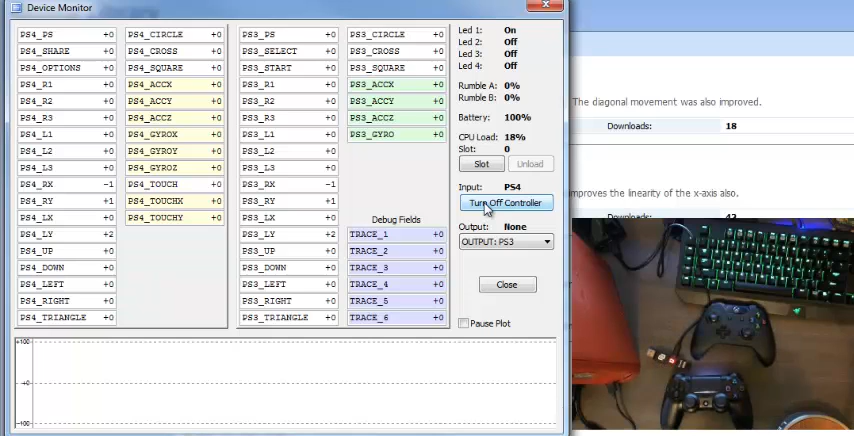 Device Monitor
PS4_PS +0
PS4_SHARE +0
PS4_OPTIONS +0
PS4_R1 +0
PS4_R2 +0
PS4_R3 +0
PS4_L1 +0
PS4_L2 +0
PS4_L3 +0
PS4_RX -1
PS4_RY +1
PS4_LX +0
PS4_LY +2
PS4_UP +0
PS4_DOWN +0
PS4_LEFT +0
PS4_RIGHT +0
PS4_TRIANGLE +0
PS4_CIRCLE +0
PS4_CROSS +0
PS4_SQUARE +0
PS4_ACCX +0
PS4_ACCY +0
PS4_ACCZ +0
PS4_GYROX +0
PS4_GYROY +0
PS4_GYROZ +0
PS4_TOUCH +0
PS4_TOUCHX +0
PS4_TOUCHY +0
PS3_PS +0
PS3_SELECT +0
PS3_START +0
PS3_R1 +0
PS3_R2 +0
PS3_R3 +0
PS3_L1 +0
PS3_L2 +0
PS3_L3 +0
PS3_RX -1
PS3_RY +1
PS3_LX +0
PS3_LY +2
PS3_UP +0
PS3_DOWN +0
PS3_LEFT +0
PS3_RIGHT +0
PS3_TRIANGLE +0
PS3_CIRCLE +0
PS3_CROSS +0
PS3_SQUARE +0
PS3_ACCX +0
PS3_ACCY +0
PS3_ACCZ +0
PS3_GYRO +0
Debug Fields
TRACE_1 +0
TRACE_2 +0
TRACE_3 +0
TRACE_4 +0
TRACE_5 +0
TRACE_6 +0
Led 1: On
Led 2: Off
Led 3: Off
Led 4: Off
Rumble A: 0%
Rumble B: 0%
Battery: 100%
CPU Load: 18%
Slot: 0
Slot Unload
Input: PS4
Turn Off Controller
Output: None
OUTPUT: PS3
Close
Pause Plot
+100
+0
-100
The diagonal movement was also improved.
Downloads: 18
improves the linearity of the x-axis also.
Downloads: 42